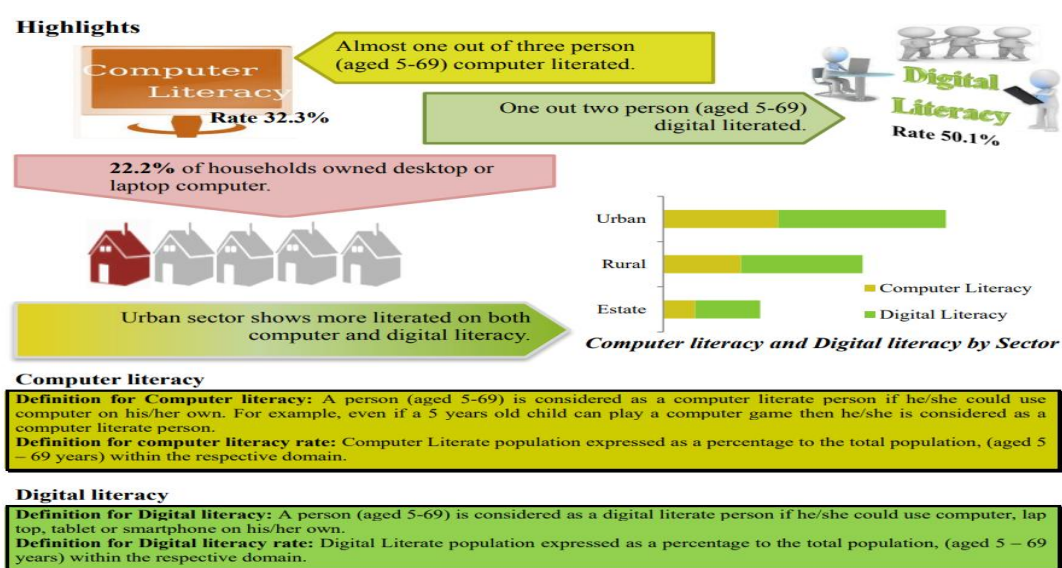 Highlights
Computer
Literacy
Rate 32.3%
Almost one out of three person
(aged 5-69) computer literated.
One out two person (aged 5-69)
digital literated.
Digital
Literacy
Rate 50.1%
22.2% of households owned desktop or
laptop computer.
Urban
Rural
Estate
Computer Literacy
Digital Literacy
Computer literacy and Digital literacy by Sector
Urban sector shows more literated on both
computer and digital literacy.
Computer literacy
Definition for Computer literacy: A person (aged 5-69) is considered as a computer literate person if he/she could use
computer on his/her own. For example, even if a 5 years old child can play a computer game then he/she is considered as a
computer literate person.
Definition for computer literacy rate: Computer Literate population expressed as a percentage to the total population, (aged 5
– 69 years) within the respective domain.
Digital literacy
Definition for Digital literacy: A person (aged 5-69) is considered as a digital literate person if he/she could use computer, lap
top, tablet or smartphone on his/her own.
Definition for Digital literacy rate: Digital Literate population expressed as a percentage to the total population, (aged 5 – 69
years) within the respective domain.